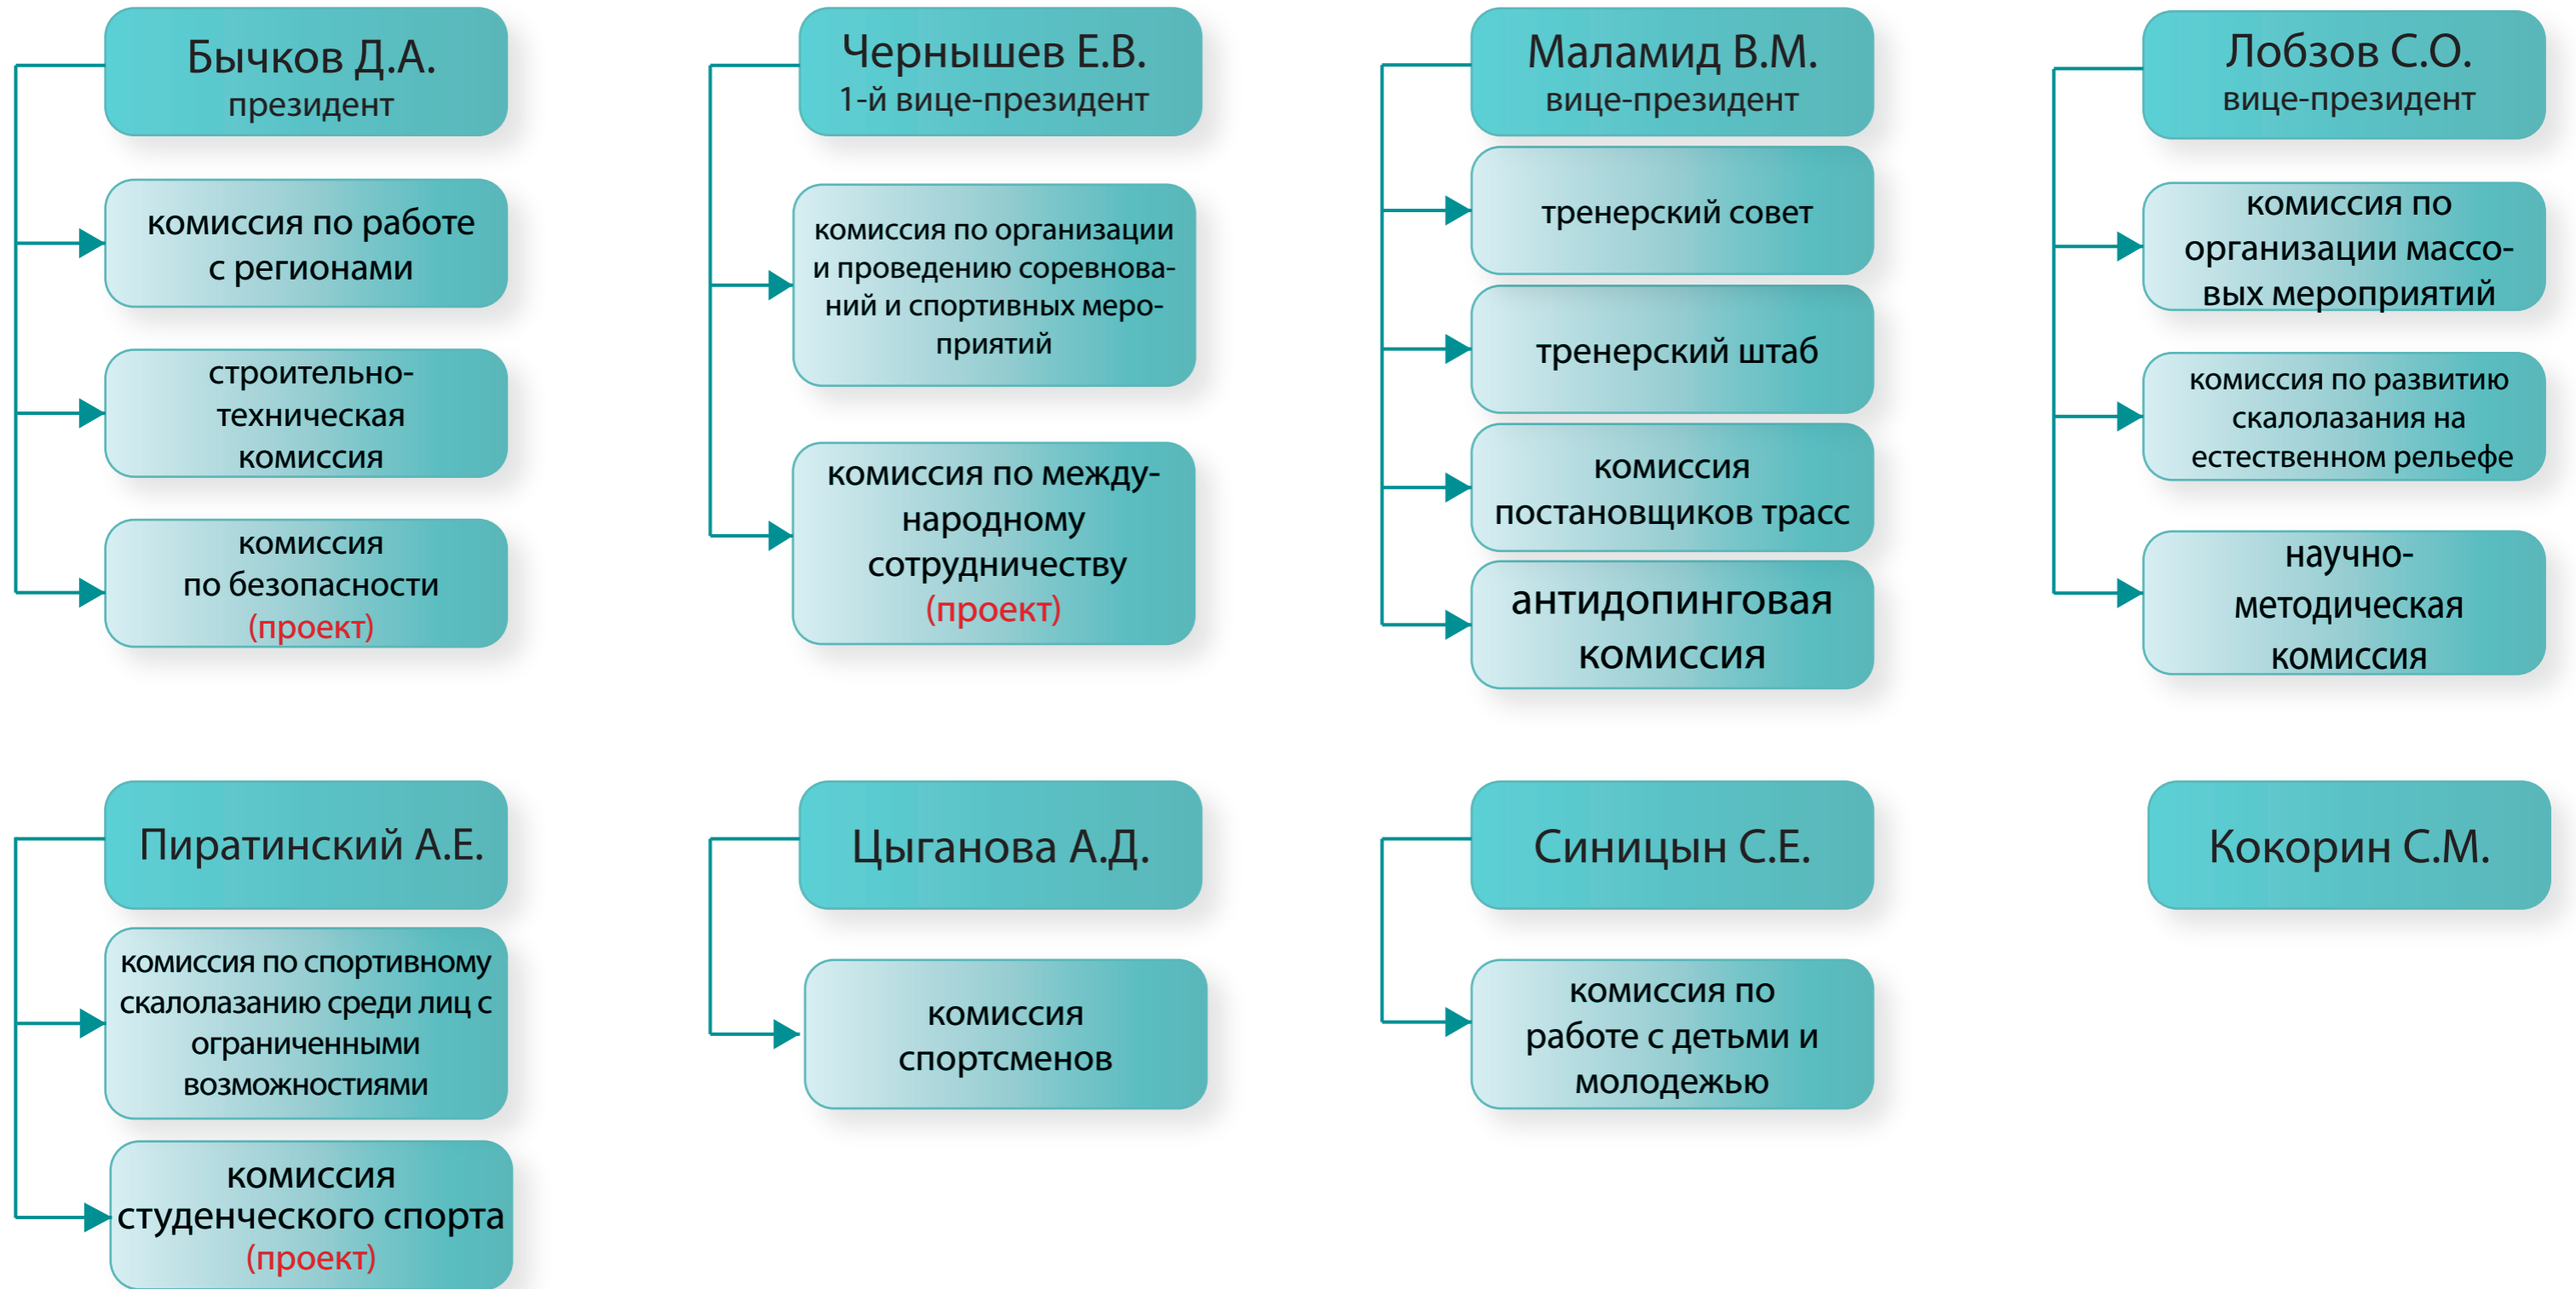 Бычков Д.А.
президент
комиссия по работе
с регионами
строительно-
техническая
комиссия
комиссия
по безопасности
(проект)
Чернышев Е.В.
1-й вице-президент
комиссия по организации
и проведению соревнова-
ний и спортивных меро-
приятий
комиссия по между-
народному
сотрудничеству
(проект)
Маламид В.М.
вице-президент
тренерский совет
тренерский штаб
комиссия
постановщиков трасс
антидопинговая
комиссия
Лобзов С.О.
вице-президент
комиссия по
организации массо-
вых мероприятий
комиссия по развитию
скалолазания на
естественном рельефе
научно-
методическая
комиссия
Пиратинский А.Е.
комиссия по спортивному
скалолазанию среди лиц с
ограниченными
возможностиями
комиссия
студенческого спорта
(проект)
Цыганова А.Д.
комиссия
спортсменов
Синицын С.Е.
комиссия по
работе с детьми и
молодежью
Кокорин С.М.